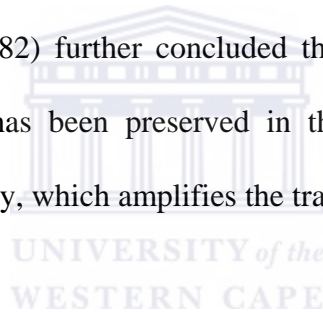 82) further concluded th
has been preserved in th
y, which amplifies the tra
UNIVERSITY of the
WESTERN CAPE